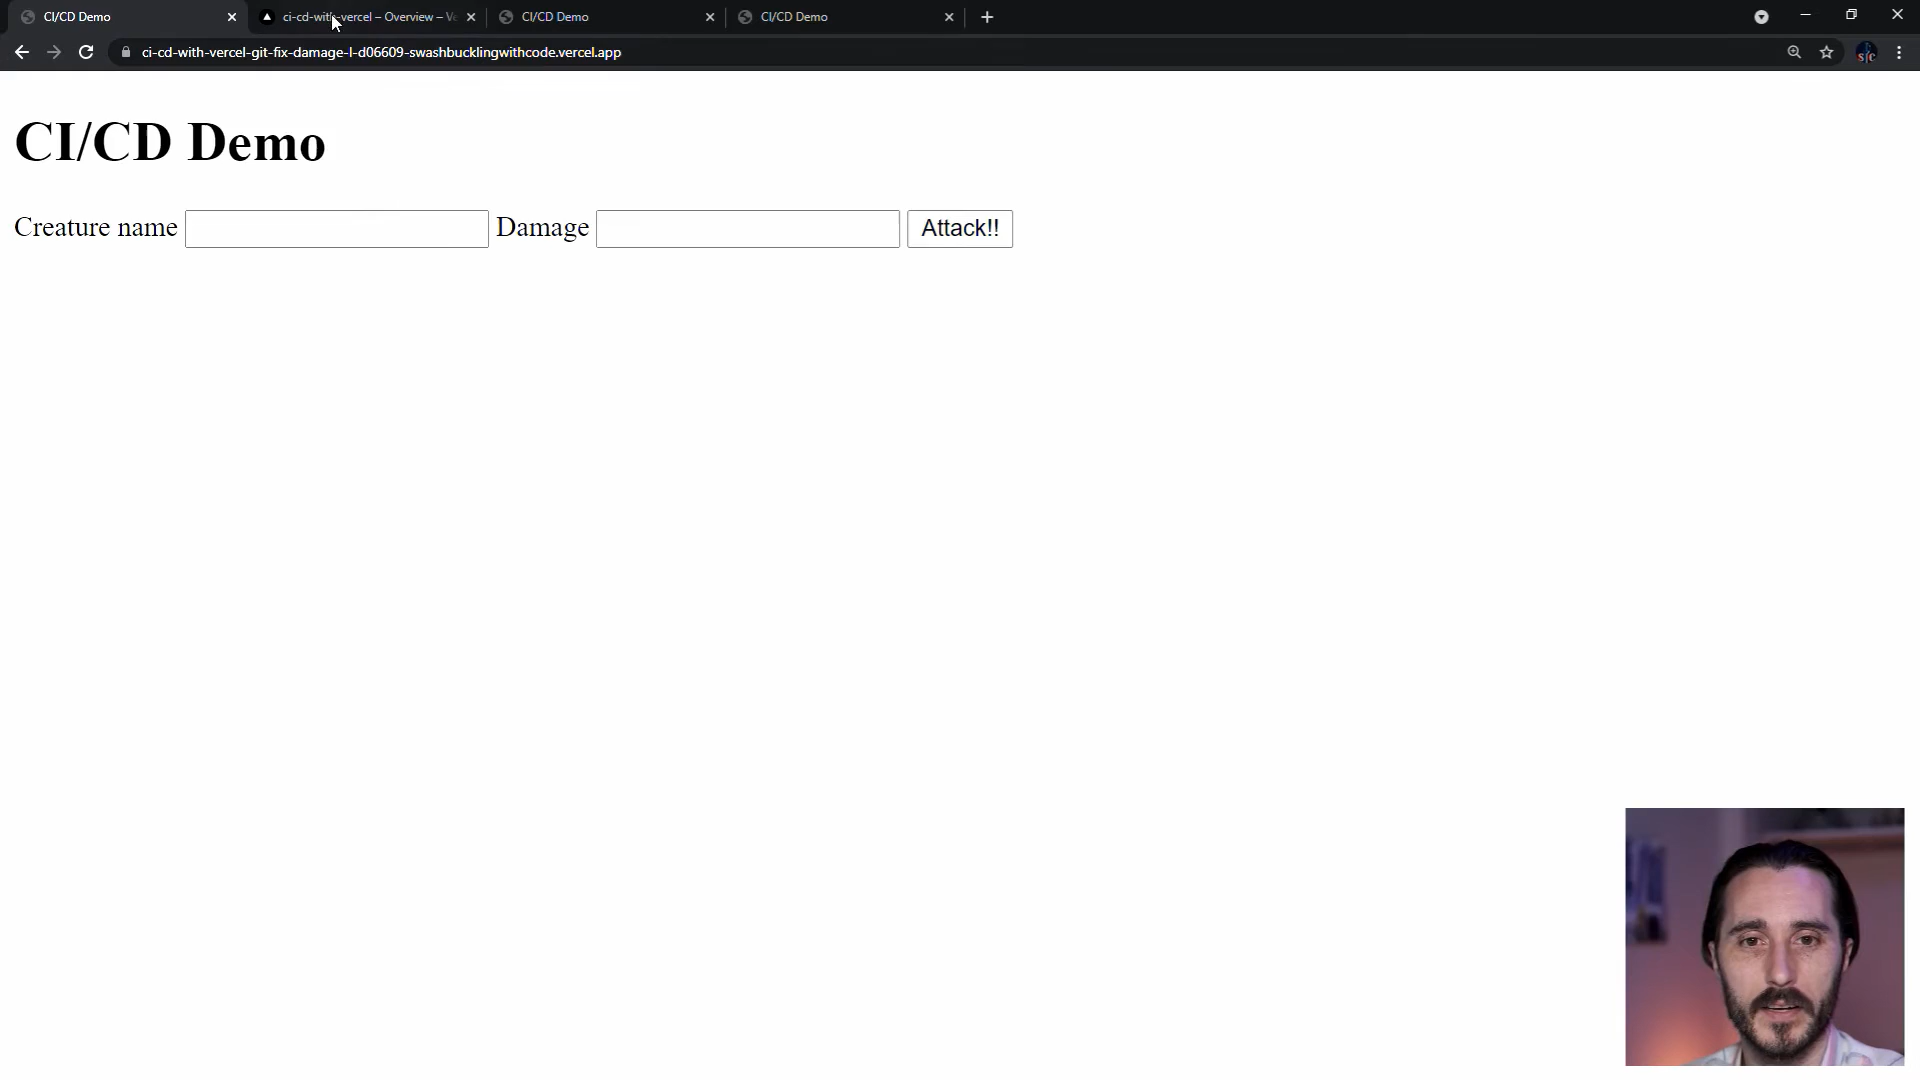 CI/CD Demo
ci-cd-with-vercel – Overview – Ve
CI/CD Demo
CI/CD Demo
ci-cd-with-vercel-git-fix-damage-l-d06609-swashbucklingwithcode.vercel.app
CI/CD Demo
Creature name Damage Attack!!